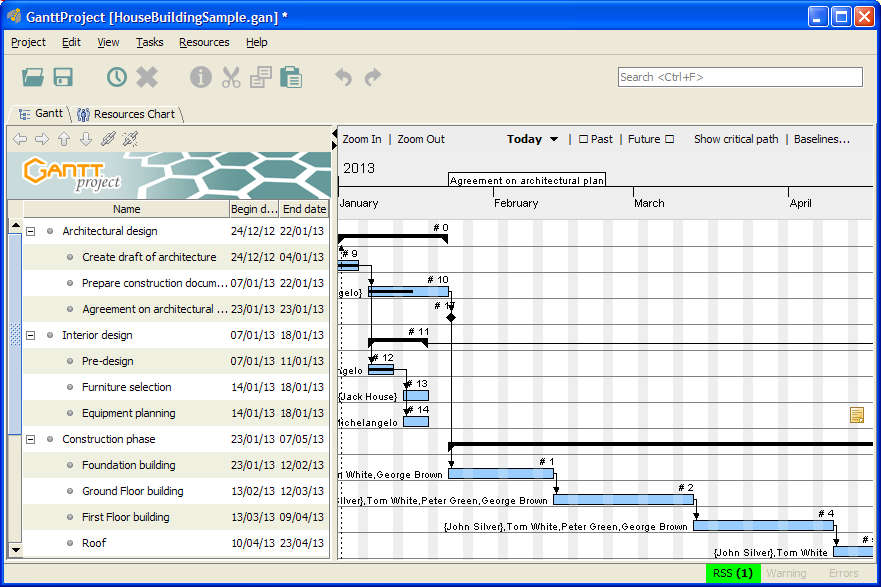 GanttProject [HouseBuildingSample.gan] *
Project Edit View Tasks Resources Help
Search <Ctrl+F>
Gantt Resources Chart
Zoom In | Zoom Out Today | Past | Future Show critical path | Baselines...
GANTT
project
2013
Agreement on architectural plan
January February March April
Name Begin d... End date
Architectural design 24/12/12 22/01/13 # 0
Create draft of architecture 24/12/12 04/01/13 # 9
Prepare construction docum... 07/01/13 22/01/13 gelo} # 10
Agreement on architectural ... 23/01/13 23/01/13
Interior design 07/01/13 18/01/13 # 11
Pre-design 07/01/13 11/01/13 ngelo # 12
Furniture selection 14/01/13 18/01/13 {Jack House} # 13
Equipment planning 14/01/13 18/01/13 ichelangelo # 14
Construction phase 23/01/13 07/05/13
Foundation building 23/01/13 12/02/13 n White,George Brown # 1
Ground Floor building 13/02/13 12/03/13 Silver},Tom White,Peter Green,George Brown # 2
First Floor building 13/03/13 09/04/13 {John Silver},Tom White,Peter Green,George Brown # 4
Roof 10/04/13 23/04/13 {John Silver},Tom White #
RSS (1) Warning Errors